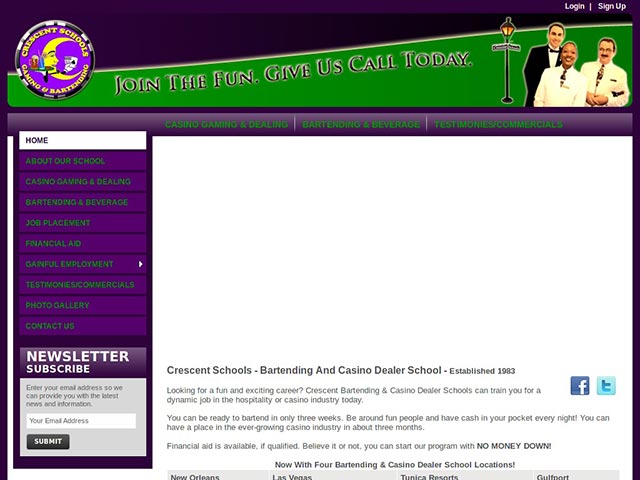 Login | Sign Up
CRESCENT SCHOOLS
GAMING & BARTENDING
JOIN THE FUN. GIVE US CALL TODAY.
CASINO GAMING & DEALING | BARTENDING & BEVERAGE | TESTIMONIES/COMMERCIALS
HOME
ABOUT OUR SCHOOL
CASINO GAMING & DEALING
BARTENDING & BEVERAGE
JOB PLACEMENT
FINANCIAL AID
GAINFUL EMPLOYMENT
TESTIMONIES/COMMERCIALS
PHOTO GALLERY
CONTACT US
NEWSLETTER
SUBSCRIBE
Enter your email address so we
can provide you with the latest
news and information.
Your Email Address
SUBMIT
Crescent Schools - Bartending And Casino Dealer School - Established 1983
Looking for a fun and exciting career? Crescent Bartending & Casino Dealer Schools can train you for a
dynamic job in the hospitality or casino industry today.
You can be ready to bartend in only three weeks. Be around fun people and have cash in your pocket every night! You can
have a place in the ever-growing casino industry in about three months.
Financial aid is available, if qualified. Believe it or not, you can start our program with NO MONEY DOWN!
Now With Four Bartending & Casino Dealer School Locations!
New Orleans Las Vegas Tunica Resorts Gulfport